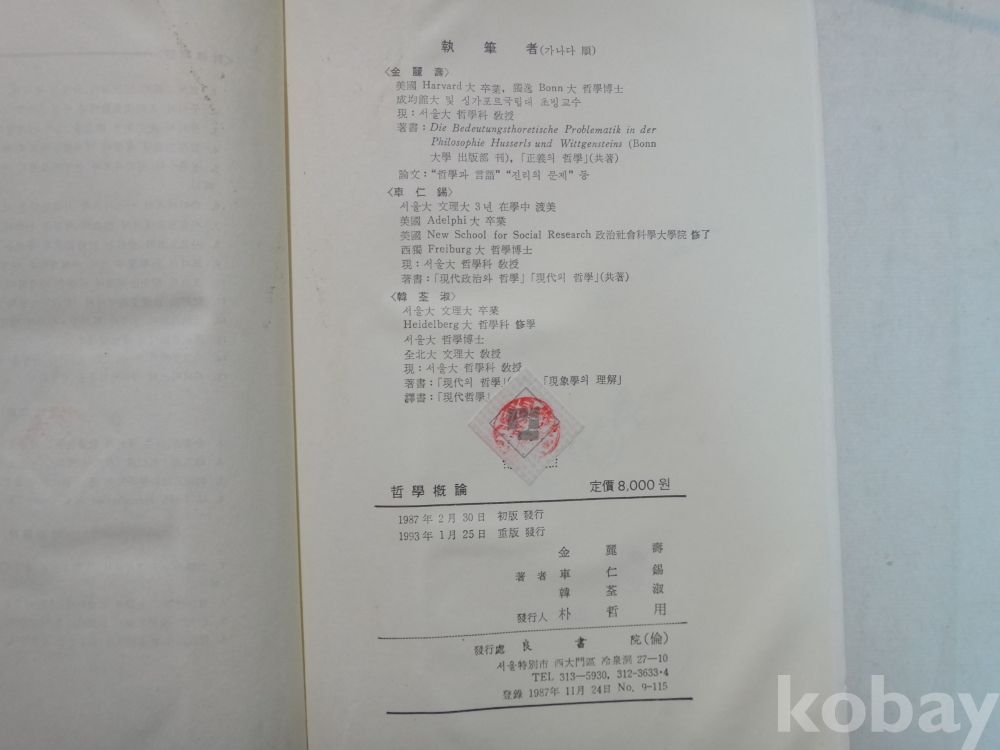 執 筆 者(가나다 順)
〈金 麗 壽〉
美國 Harvard 大 卒業, 獨逸 Bonn 大 哲學博士
成均館大 및 싱가포르국립대 초빙교수
現 : 서울大 哲學科 敎授
著書 : Die Bedeutungsthoretische Problematik in der
Philosophie Husserls und Wittgensteins (Bonn
大學 出版部 刊), 「正義의 哲學」(共著)
論文 : “哲學과 言語” “진리의 문제” 등
〈車 仁 錫〉
서울大 文理大 3년 在學中 渡美
美國 Adelphi 大 卒業
美國 New School for Social Research 政治社會科學大學院 修了
西獨 Freiburg 大 哲學博士
現 : 서울大 哲學科 敎授
著書 : 「現代政治와 哲學」「現代의 哲學」(共著)
〈韓 荃 淑〉
서울大 文理大 卒業
Heidelberg 大 哲學科 修學
서울大 哲學博士
全北大 文理大 敎授
現 : 서울大 哲學科 敎授
著書 : 「現代의 哲學」 「現象學의 理解」
譯書 : 「現代哲學」
哲學槪論 定價 8,000 원
1987 年 2 月 30 日 初版 發行
1993 年 1 月 25 日 重版 發行
金 麗 壽
著 者 車 仁 錫
韓 荃 淑
發行人 朴 哲 用
發行處 良 書 院(倫)
서울特別市 西大門區 冷泉洞 27—10
TEL 313—5930, 312-3633·4
登錄 1987年 11月 24日 No. 9-115
kobay